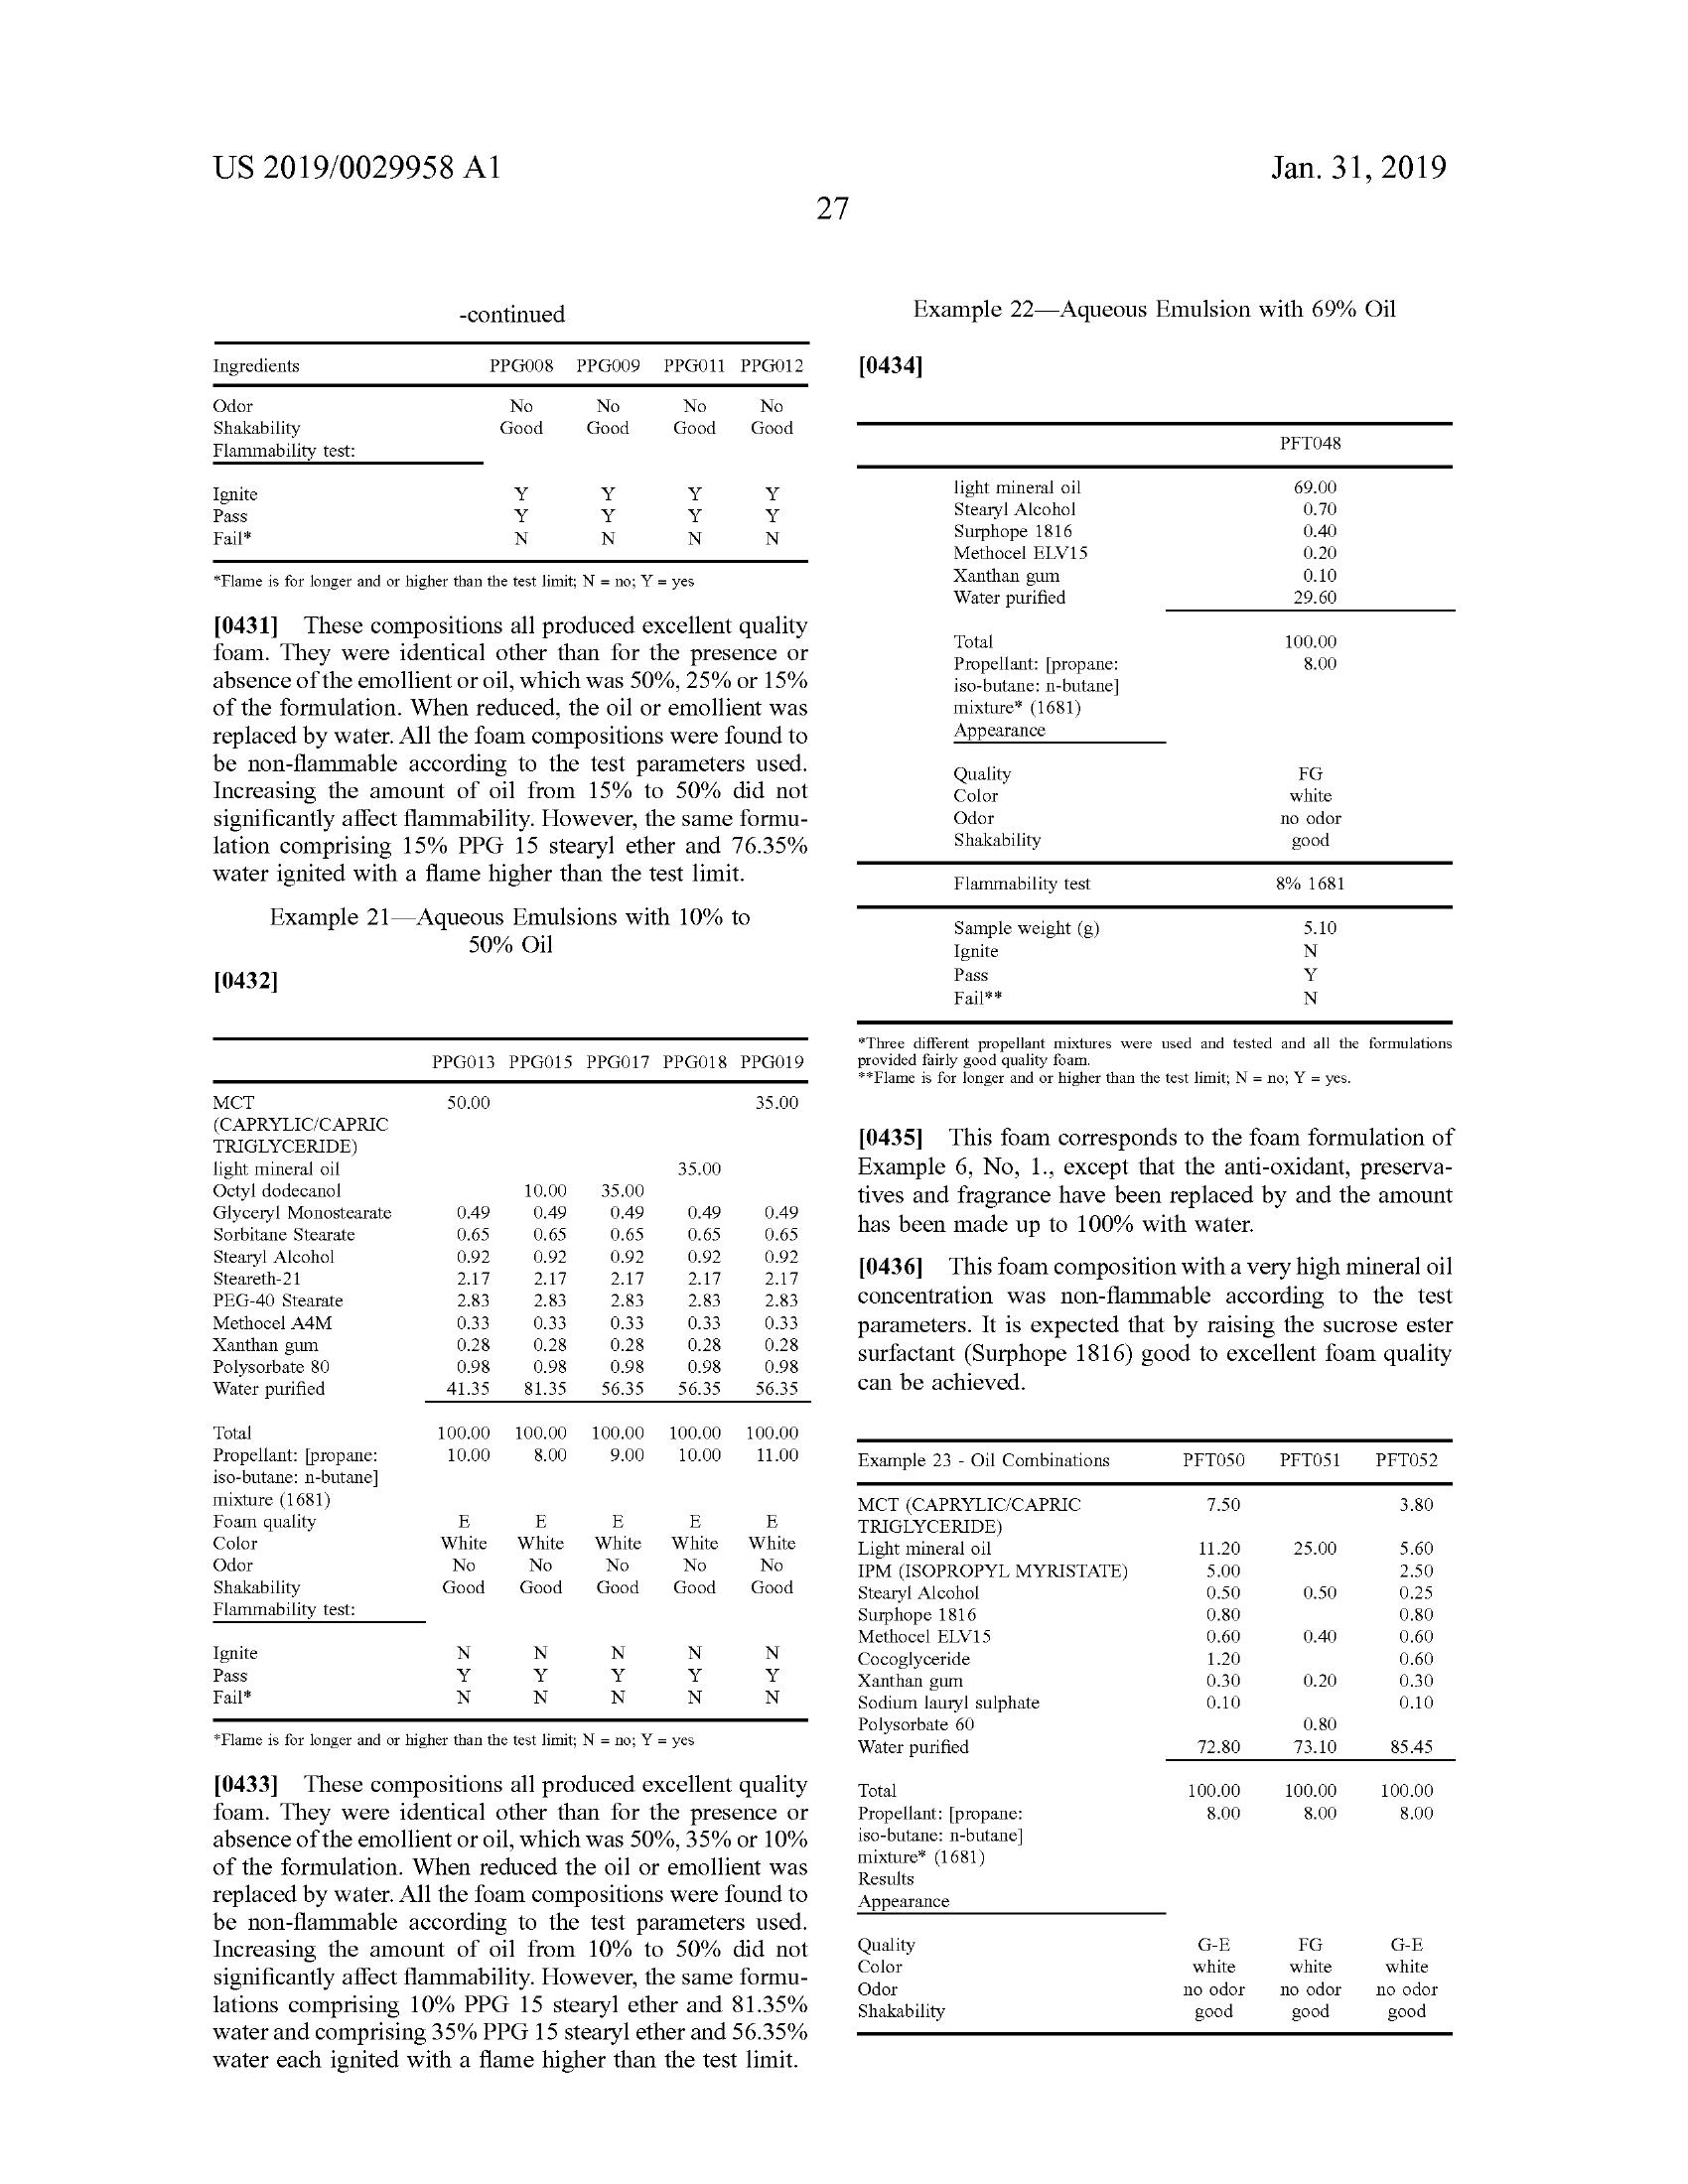 US 2019/0029958 A1
Jan. 31, 2019
27
-continued
Ingredients PPG008 PPG009 PPG011 PPG012
Odor No No No No
Shakability Good Good Good Good
Flammability test:
Ignite Y Y Y Y
Pass Y Y Y Y
Fail* N N N N
*Flame is for longer and or higher than the test limit; N = no; Y = yes
[0431] These compositions all produced excellent quality
foam. They were identical other than for the presence or
absence of the emollient or oil, which was 50%, 25% or 15%
of the formulation. When reduced, the oil or emollient was
replaced by water. All the foam compositions were found to
be non-flammable according to the test parameters used.
Increasing the amount of oil from 15% to 50% did not
significantly affect flammability. However, the same formu-
lation comprising 15% PPG 15 stearyl ether and 76.35%
water ignited with a flame higher than the test limit.
Example 21—Aqueous Emulsions with 10% to
50% Oil
[0432]
PPG013 PPG015 PPG017 PPG018 PPG019
MCT 50.00 35.00
(CAPRYLIC/CAPRIC
TRIGLYCERIDE)
light mineral oil 35.00
Octyl dodecanol 10.00 35.00
Glyceryl Monostearate 0.49 0.49 0.49 0.49 0.49
Sorbitane Stearate 0.65 0.65 0.65 0.65 0.65
Stearyl Alcohol 0.92 0.92 0.92 0.92 0.92
Steareth-21 2.17 2.17 2.17 2.17 2.17
PEG-40 Stearate 2.83 2.83 2.83 2.83 2.83
Methocel A4M 0.33 0.33 0.33 0.33 0.33
Xanthan gum 0.28 0.28 0.28 0.28 0.28
Polysorbate 80 0.98 0.98 0.98 0.98 0.98
Water purified 41.35 81.35 56.35 56.35 56.35
Total 100.00 100.00 100.00 100.00 100.00
Propellant: [propane: 10.00 8.00 9.00 10.00 11.00
iso-butane: n-butane]
mixture (1681)
Foam quality E E E E E
Color White White White White White
Odor No No No No No
Shakability Good Good Good Good Good
Flammability test:
Ignite N N N N N
Pass Y Y Y Y Y
Fail* N N N N N
*Flame is for longer and or higher than the test limit; N = no; Y = yes
[0433] These compositions all produced excellent quality
foam. They were identical other than for the presence or
absence of the emollient or oil, which was 50%, 35% or 10%
of the formulation. When reduced the oil or emollient was
replaced by water. All the foam compositions were found to
be non-flammable according to the test parameters used.
Increasing the amount of oil from 10% to 50% did not
significantly affect flammability. However, the same formu-
lations comprising 10% PPG 15 stearyl ether and 81.35%
water and comprising 35% PPG 15 stearyl ether and 56.35%
water each ignited with a flame higher than the test limit.
Example 22—Aqueous Emulsion with 69% Oil
[0434]
PFT048
light mineral oil 69.00
Stearyl Alcohol 0.70
Surphope 1816 0.40
Methocel ELV15 0.20
Xanthan gum 0.10
Water purified 29.60
Total 100.00
Propellant: [propane: 8.00
iso-butane: n-butane]
mixture* (1681)
Appearance
Quality FG
Color white
Odor no odor
Shakability good
Flammability test 8% 1681
Sample weight (g) 5.10
Ignite N
Pass Y
Fail** N
*Three different propellant mixtures were used and tested and all the formulations
provided fairly good quality foam.
**Flame is for longer and or higher than the test limit; N = no; Y = yes.
[0435] This foam corresponds to the foam formulation of
Example 6, No, 1., except that the anti-oxidant, preserva-
tives and fragrance have been replaced by and the amount
has been made up to 100% with water.
[0436] This foam composition with a very high mineral oil
concentration was non-flammable according to the test
parameters. It is expected that by raising the sucrose ester
surfactant (Surphope 1816) good to excellent foam quality
can be achieved.
Example 23 - Oil Combinations PFT050 PFT051 PFT052
MCT (CAPRYLIC/CAPRIC 7.50 3.80
TRIGLYCERIDE)
Light mineral oil 11.20 25.00 5.60
IPM (ISOPROPYL MYRISTATE) 5.00 2.50
Stearyl Alcohol 0.50 0.50 0.25
Surphope 1816 0.80 0.80
Methocel ELV15 0.60 0.40 0.60
Cocoglyceride 1.20 0.60
Xanthan gum 0.30 0.20 0.30
Sodium lauryl sulphate 0.10 0.10
Polysorbate 60 0.80
Water purified 72.80 73.10 85.45
Total 100.00 100.00 100.00
Propellant: [propane: 8.00 8.00 8.00
iso-butane: n-butane]
mixture* (1681)
Results
Appearance
Quality G-E FG G-E
Color white white white
Odor no odor no odor no odor
Shakability good good good